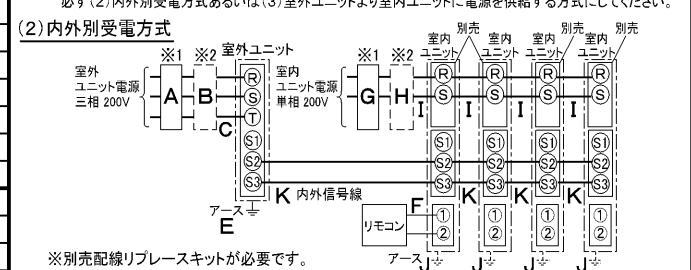 必ず(2)内外別受電方式あるいは(3)室外ユニットより室内ユニットに電源を供給する方式にしてください。
(2)内外別受電方式
※1 ※2 室外ユニット ※1 ※2 室内ユニット 別売 室内ユニット 別売 室内ユニット 別売 室内ユニット 別売
室外ユニット電源 三相 200V A B C R S T S1 S2 S3
室内ユニット電源 単相 200V G H
R S I R S I R S I R S I
S1 S2 S3 S1 S2 S3 S1 S2 S3 S1 S2 S3
K 内外信号線 K K K
アース E
リモコン F ① ② ① ② ① ② ① ②
アース J J J J
※別売配線リプレースキットが必要です。